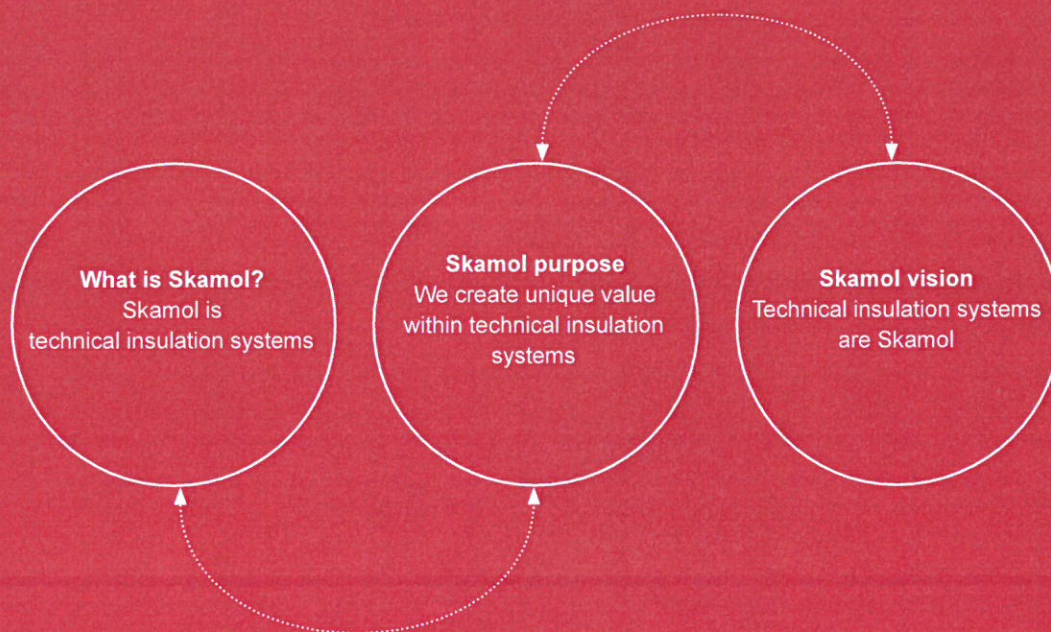 What is Skamol?
Skamol is
technical insulation systems
Skamol purpose
We create unique value
within technical insulation
systems
Skamol vision
Technical insulation systems
are Skamol